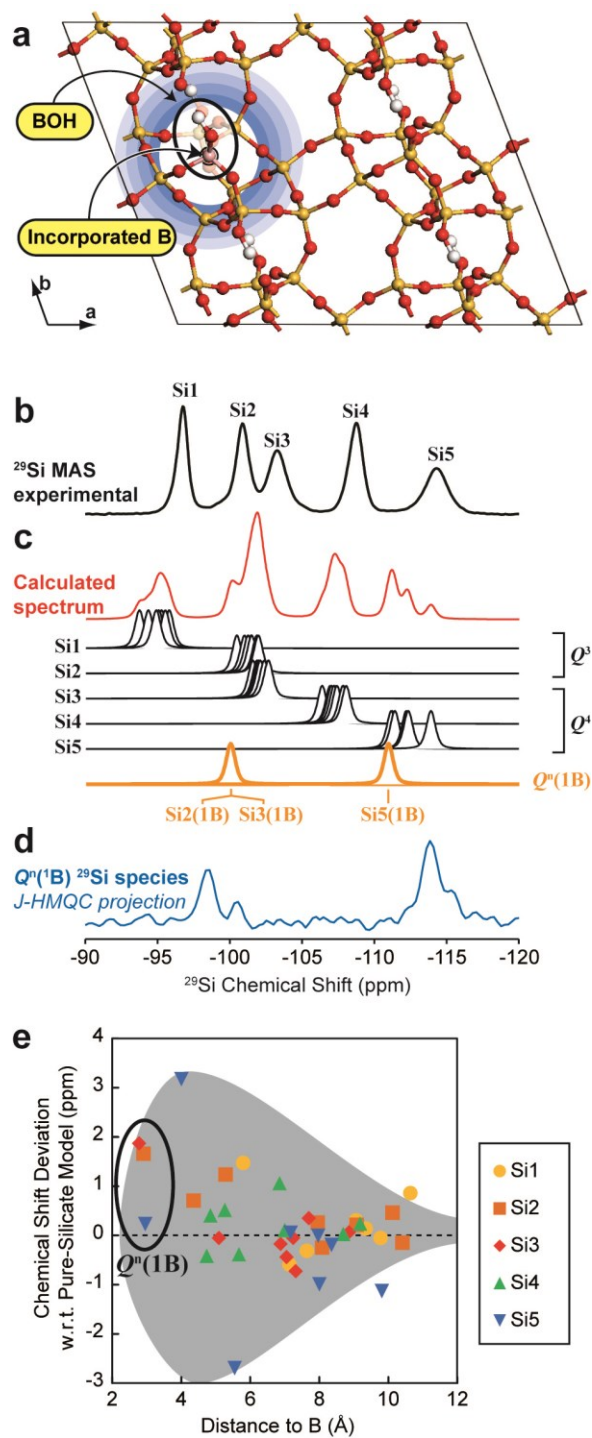 a
BOH
Incorporated B
b
a
b
Si1
Si2
Si3
Si4
Si5
²⁹Si MAS
experimental
c
Calculated
spectrum
Si1
Si2
Si3
Si4
Si5
Q³
Q⁴
Qⁿ(1B)
Si2(1B)
Si3(1B)
Si5(1B)
d
Qⁿ(¹B) ²⁹Si species
J-HMQC projection
-90 -95 -100 -105 -110 -115 -120
²⁹Si Chemical Shift (ppm)
e
Chemical Shift Deviation
w.r.t. Pure-Silicate Model (ppm)
4
3
2
1
0
-1
-2
-3
Qⁿ(1B)
2 4 6 8 10 12
Distance to B (Å)
Si1
Si2
Si3
Si4
Si5